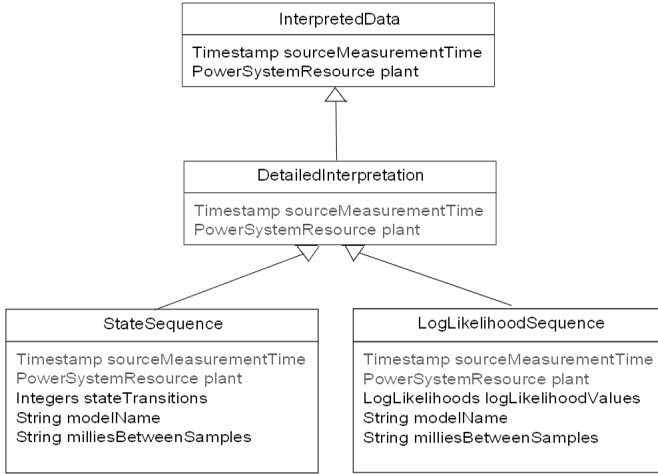 InterpretedData
Timestamp sourceMeasurementTime
PowerSystemResource plant
DetailedInterpretation
Timestamp sourceMeasurementTime
PowerSystemResource plant
StateSequence
Timestamp sourceMeasurementTime
PowerSystemResource plant
Integers stateTransitions
String modelName
String milliesBetweenSamples
LogLikelihoodSequence
Timestamp sourceMeasurementTime
PowerSystemResource plant
LogLikelihoods logLikelihoodValues
String modelName
String milliesBetweenSamples